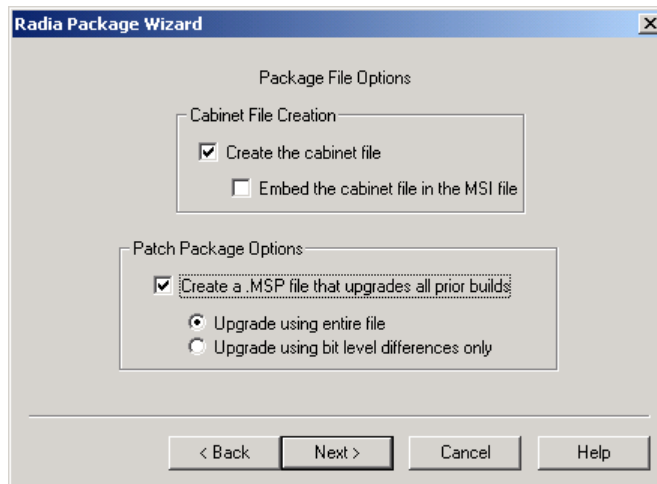 Radia Package Wizard
Package File Options
Cabinet File Creation
Create the cabinet file
Embed the cabinet file in the MSI file
Patch Package Options
Create a .MSP file that upgrades all prior builds
Upgrade using entire file
Upgrade using bit level differences only
< Back Next > Cancel Help